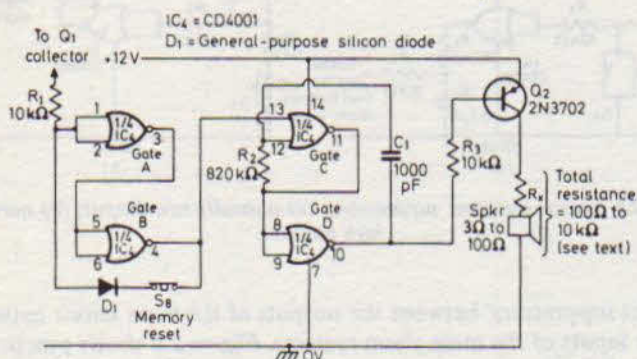 IC4 = CD4001
D1 = General-purpose silicon diode
To Q1
collector
+12V
R1
10kΩ
1
2
1/4
IC4
3
Gate
A
Gate
B
5
6
1/4
IC4
4
D1
S8
Memory
reset
13
14
12
1/4
IC4
11
Gate
C
R2
820kΩ
Gate
D
8
9
1/4
IC4
10
7
0V
C1
1000
pF
R3
10kΩ
Q2
2N3702
Rx
Spkr
3Ω to
100Ω
Total
resistance
= 100Ω to
10 kΩ
(see text)